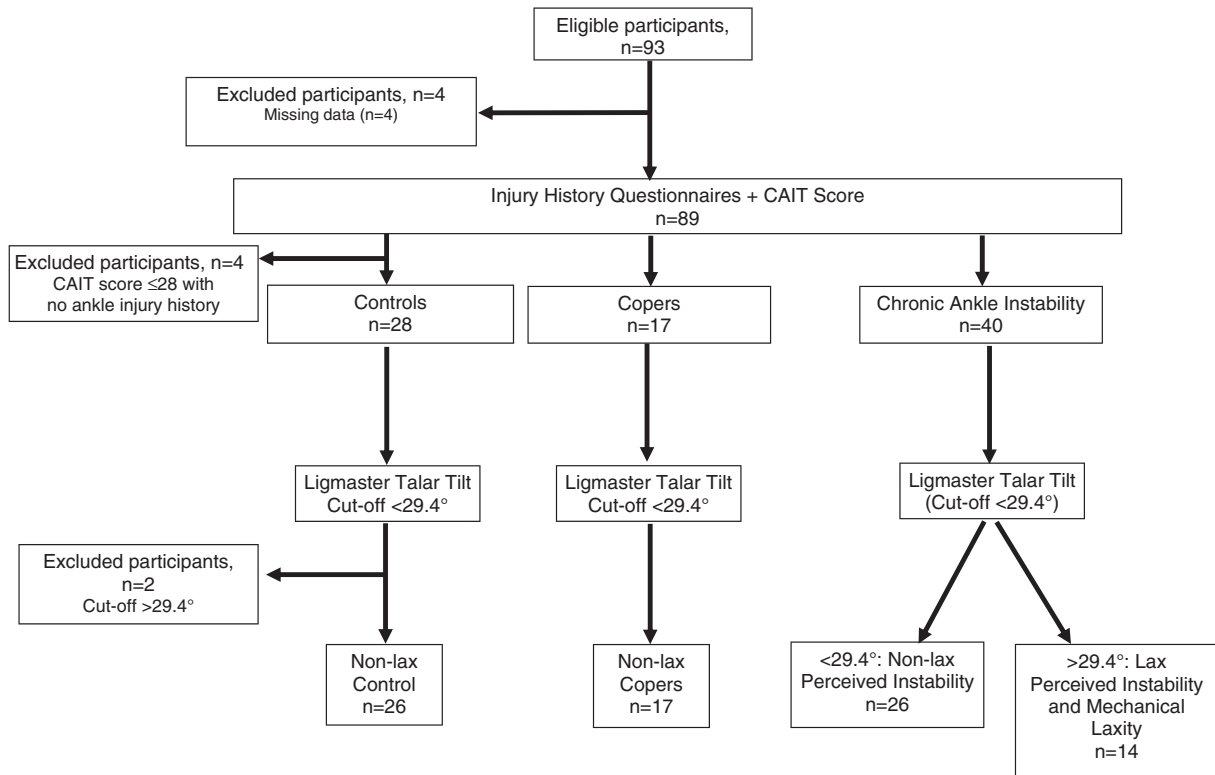 Eligible participants,
n=93
Excluded participants, n=4
Missing data (n=4)
Injury History Questionnaires + CAIT Score
n=89
Excluded participants, n=4
CAIT score ≤28 with
no ankle injury history
Controls
n=28
Copers
n=17
Chronic Ankle Instability
n=40
Ligmaster Talar Tilt
Cut-off <29.4°
Ligmaster Talar Tilt
Cut-off <29.4°
Ligmaster Talar Tilt
(Cut-off <29.4°)
Excluded participants,
n=2
Cut-off >29.4°
Non-lax
Control
n=26
Non-lax
Copers
n=17
<29.4°: Non-lax
Perceived Instability
n=26
>29.4°: Lax
Perceived Instability
and Mechanical
Laxity
n=14